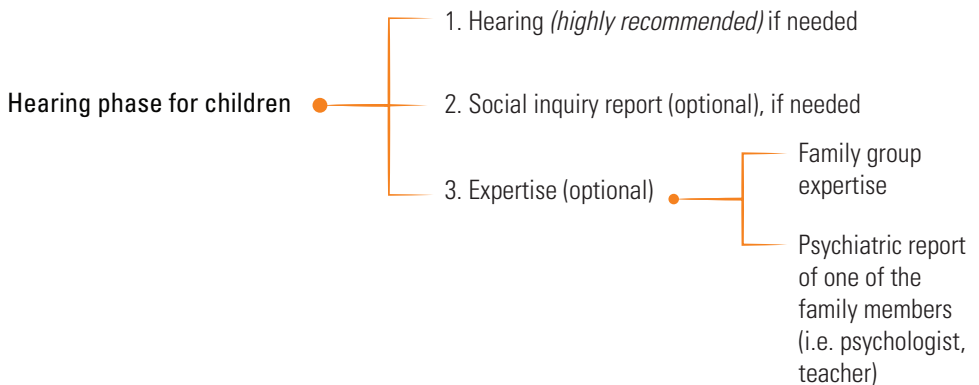 1. Hearing (highly recommended) if needed
Hearing phase for children
2. Social inquiry report (optional), if needed
3. Expertise (optional)
Family group
expertise
Psychiatric report
of one of the
family members
(i.e. psychologist,
teacher)